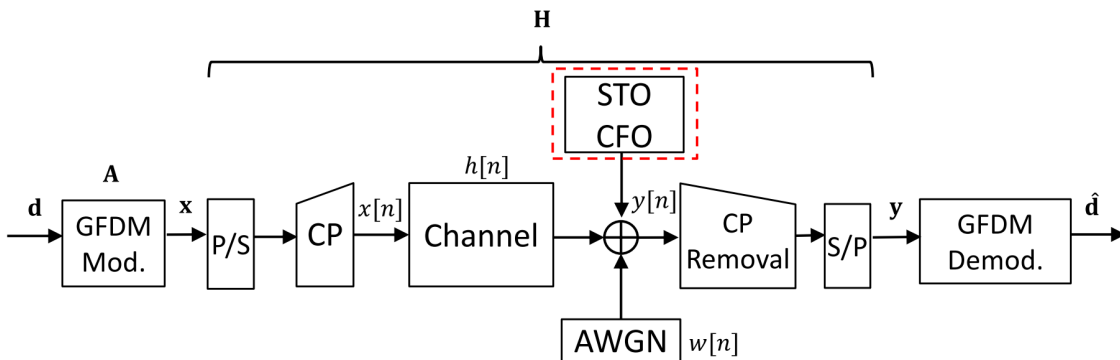 H
STO
CFO
A
h[n]
d
GFDM
Mod.
x
P/S
CP
x[n]
Channel
y[n]
CP
Removal
S/P
y
GFDM
Demod.
d̂
AWGN
w[n]